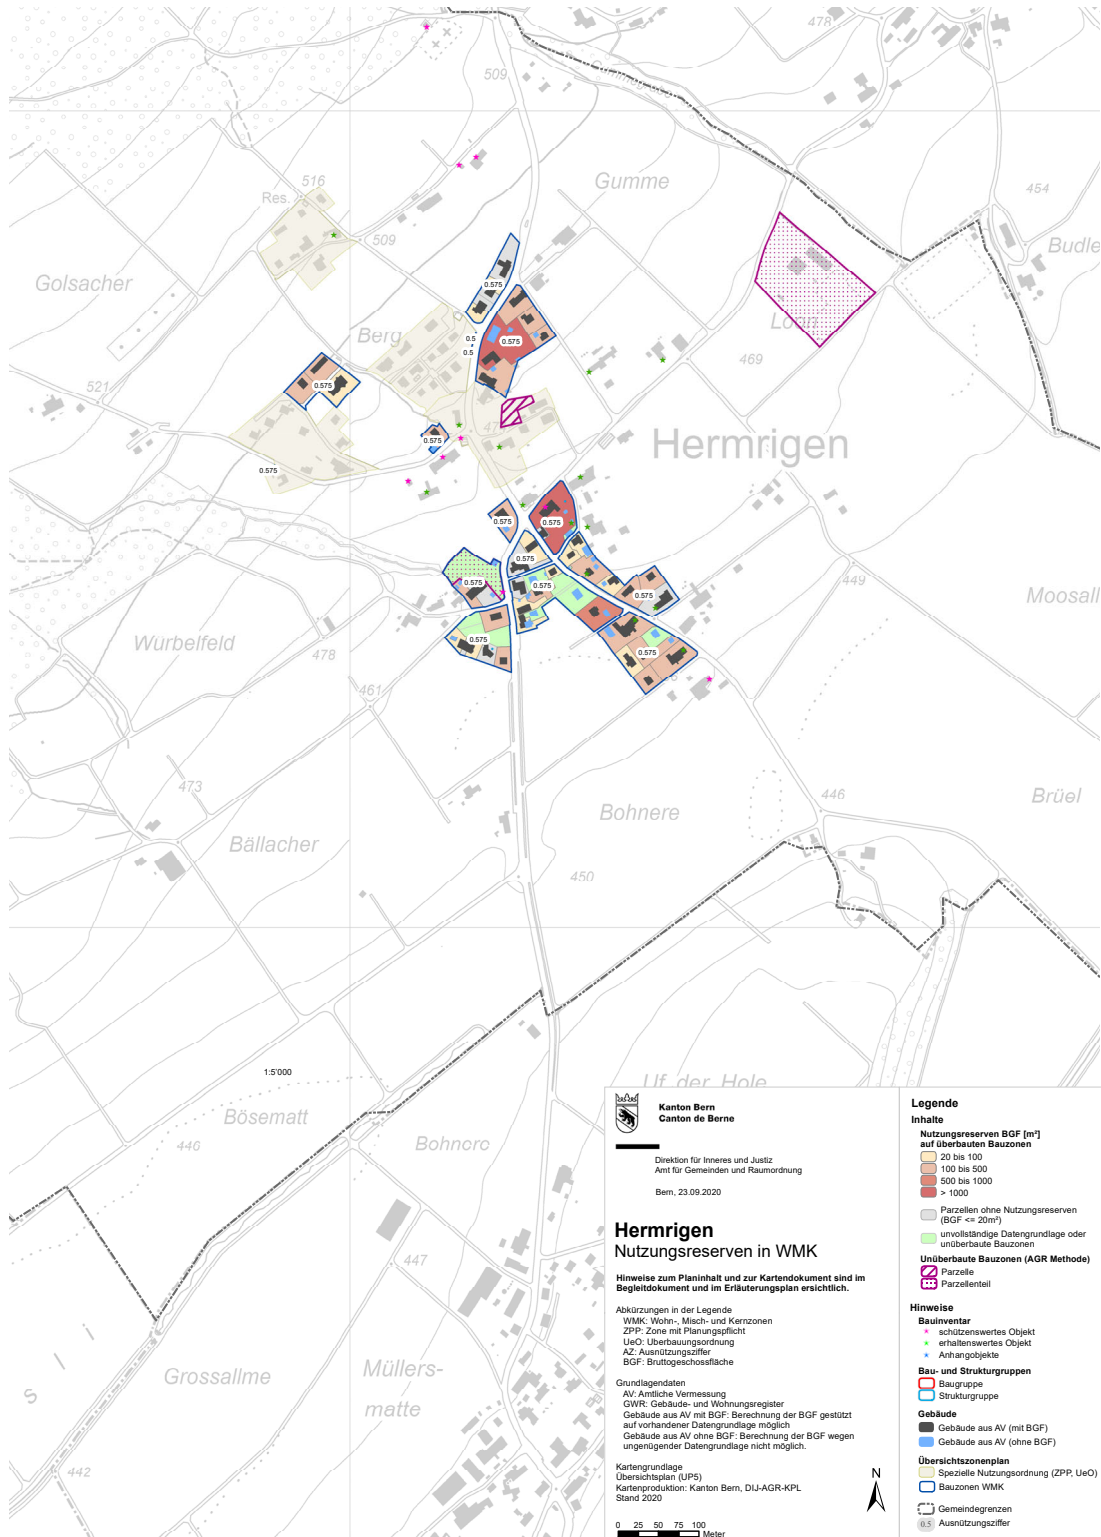 478
509
Gumme
516
Res.
509
454
Budle
Golsacher
0.575
Berg
0.5
0.5
0.575
469
521
0.575
0.575
Hermrigen
0.575
0.575
0.575
0.575
0.575
0.575
0.575
449
Moosall
Wurbelfeld
478
0.575
0.575
461
473
Bohnere
446
Brüel
Bällacher
450
1:5'000
Uf der Hole
Bösematt
446
447
Grossallme
Müllers-
matte
442
Kanton Bern
Canton de Berne
Direktion für Inneres und Justiz
Amt für Gemeinden und Raumordnung
Bern, 23.09.2020
Hermrigen
Nutzungsreserven in WMK
Hinweise zum Planinhalt und zur Kartendokument sind im
Begleitdokument und im Erläuterungsplan ersichtlich.
Abkürzungen in der Legende
WMK: Wohn-, Misch- und Kernzonen
ZPP: Zone mit Planungspflicht
UeO: Uberbauungsordnung
AZ: Ausnützungsziffer
BGF: Bruttogeschossfläche
Grundlagendaten
AV: Amtliche Vermessung
GWR: Gebäude- und Wohnungsregister
Gebäude aus AV mit BGF: Berechnung der BGF gestützt
auf vorhandener Datengrundlage möglich
Gebäude aus AV ohne BGF: Berechnung der BGF wegen
ungenügender Datengrundlage nicht möglich.
Kartengrundlage
Übersichtsplan (UP5)
Kartenproduktion: Kanton Bern, DIJ-AGR-KPL
Stand 2020
N
0 25 50 75 100
Meter
Legende
Inhalte
Nutzungsreserven BGF [m²]
auf überbauten Bauzonen
20 bis 100
100 bis 500
500 bis 1000
> 1000
Parzellen ohne Nutzungsreserven
(BGF <= 20m²)
unvollständige Datengrundlage oder
unüberbaute Bauzonen
Unüberbaute Bauzonen (AGR Methode)
Parzelle
Parzellenteil
Hinweise
Bauinventar
schützenswertes Objekt
erhaltenswertes Objekt
Anhangobjekte
Bau- und Strukturgruppen
Baugruppe
Strukturgruppe
Gebäude
Gebäude aus AV (mit BGF)
Gebäude aus AV (ohne BGF)
Übersichtszonenplan
Spezielle Nutzungsordnung (ZPP, UeO)
Bauzonen WMK
Gemeindegrenzen
0.5 Ausnützungsziffer